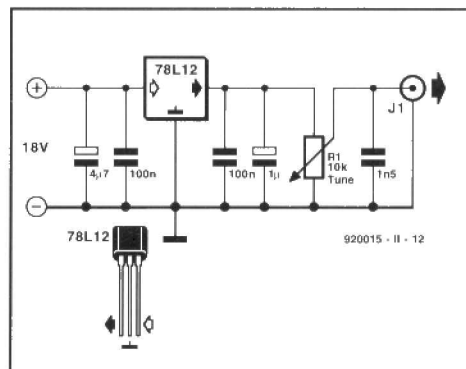 78L12
+
18V
4µ7
100n
100n
1µ
R1
10k
Tune
1n5
J1
−
920015 - II - 12
78L12